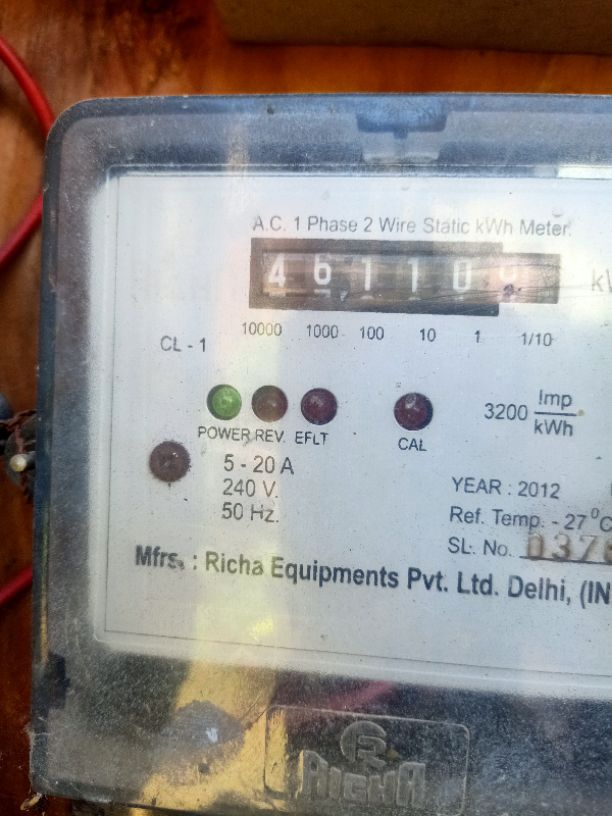 A.C. 1 Phase 2 Wire Static kWh Meter.
4 6 1 1 0
10000 1000 100 10 1 1/10
CL - 1
3200 Imp/kWh
POWER REV. EFLT CAL
5 - 20 A
240 V.
50 Hz.
YEAR : 2012
Ref. Temp. - 27 °C
SL. No. 037
Mfrs. : Richa Equipments Pvt. Ltd. Delhi, (IN
RICHA